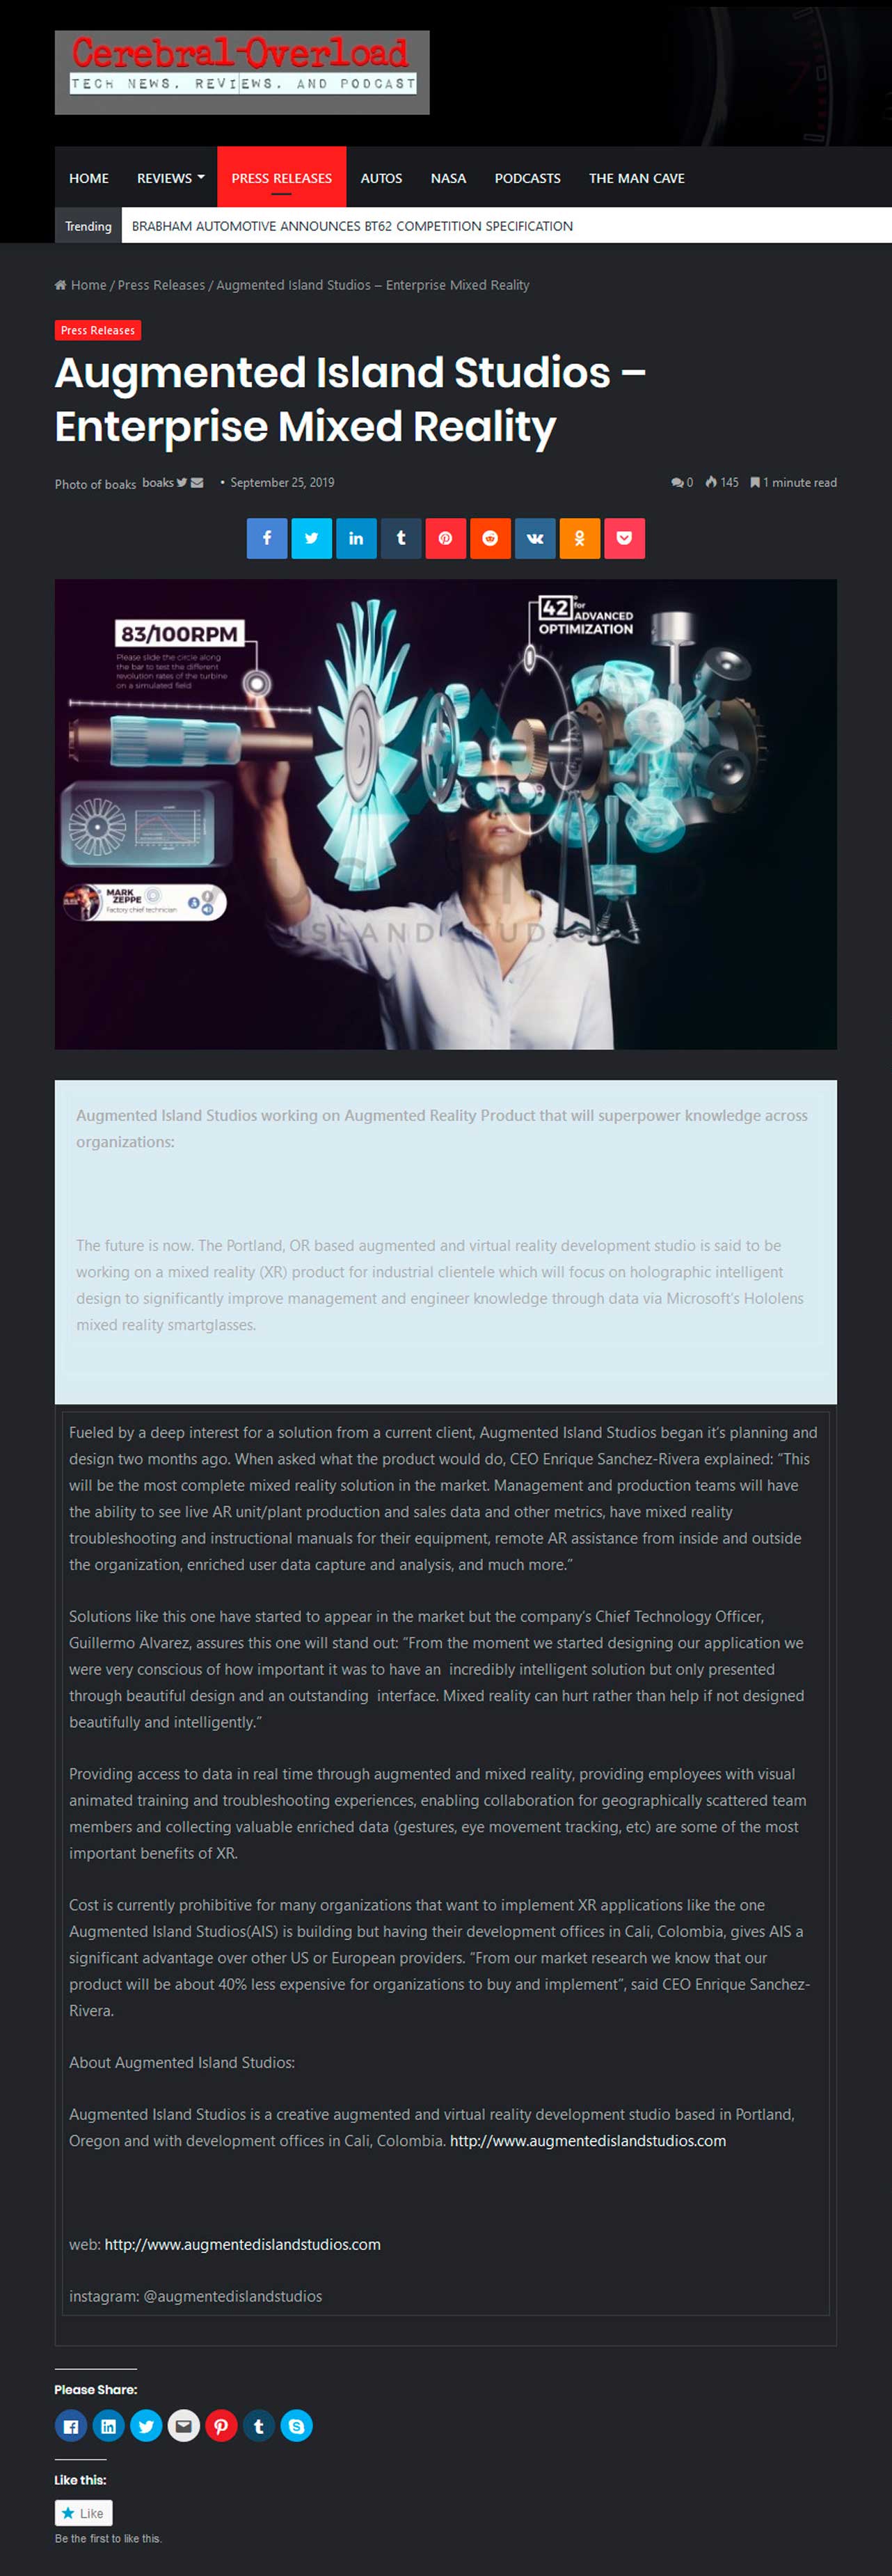 Cerebral-Overload
TECH NEWS. REVIEWS. AND PODCAST
HOME REVIEWS PRESS RELEASES AUTOS NASA PODCASTS THE MAN CAVE
Trending BRABHAM AUTOMOTIVE ANNOUNCES BT62 COMPETITION SPECIFICATION
Home / Press Releases / Augmented Island Studios – Enterprise Mixed Reality
Press Releases
Augmented Island Studios –
Enterprise Mixed Reality
Photo of boaks boaks • September 25, 2019 0 145 1 minute read
83/100RPM
Please slide the circle along
the bar to test the different
revolution rates of the turbine
on a simulated field
42° for ADVANCED
OPTIMIZATION
MARK
ZEPPE
Factory chief technician
ISLAND STUDIOS
Augmented Island Studios working on Augmented Reality Product that will superpower knowledge across
organizations:
The future is now. The Portland, OR based augmented and virtual reality development studio is said to be
working on a mixed reality (XR) product for industrial clientele which will focus on holographic intelligent
design to significantly improve management and engineer knowledge through data via Microsoft's Hololens
mixed reality smartglasses.
Fueled by a deep interest for a solution from a current client, Augmented Island Studios began it's planning and
design two months ago. When asked what the product would do, CEO Enrique Sanchez-Rivera explained: “This
will be the most complete mixed reality solution in the market. Management and production teams will have
the ability to see live AR unit/plant production and sales data and other metrics, have mixed reality
troubleshooting and instructional manuals for their equipment, remote AR assistance from inside and outside
the organization, enriched user data capture and analysis, and much more.”
Solutions like this one have started to appear in the market but the company's Chief Technology Officer,
Guillermo Alvarez, assures this one will stand out: “From the moment we started designing our application we
were very conscious of how important it was to have an incredibly intelligent solution but only presented
through beautiful design and an outstanding interface. Mixed reality can hurt rather than help if not designed
beautifully and intelligently.”
Providing access to data in real time through augmented and mixed reality, providing employees with visual
animated training and troubleshooting experiences, enabling collaboration for geographically scattered team
members and collecting valuable enriched data (gestures, eye movement tracking, etc) are some of the most
important benefits of XR.
Cost is currently prohibitive for many organizations that want to implement XR applications like the one
Augmented Island Studios(AIS) is building but having their development offices in Cali, Colombia, gives AIS a
significant advantage over other US or European providers. “From our market research we know that our
product will be about 40% less expensive for organizations to buy and implement”, said CEO Enrique Sanchez-
Rivera.
About Augmented Island Studios:
Augmented Island Studios is a creative augmented and virtual reality development studio based in Portland,
Oregon and with development offices in Cali, Colombia. http://www.augmentedislandstudios.com
web: http://www.augmentedislandstudios.com
instagram: @augmentedislandstudios
Please Share:
Like this:
Like
Be the first to like this.